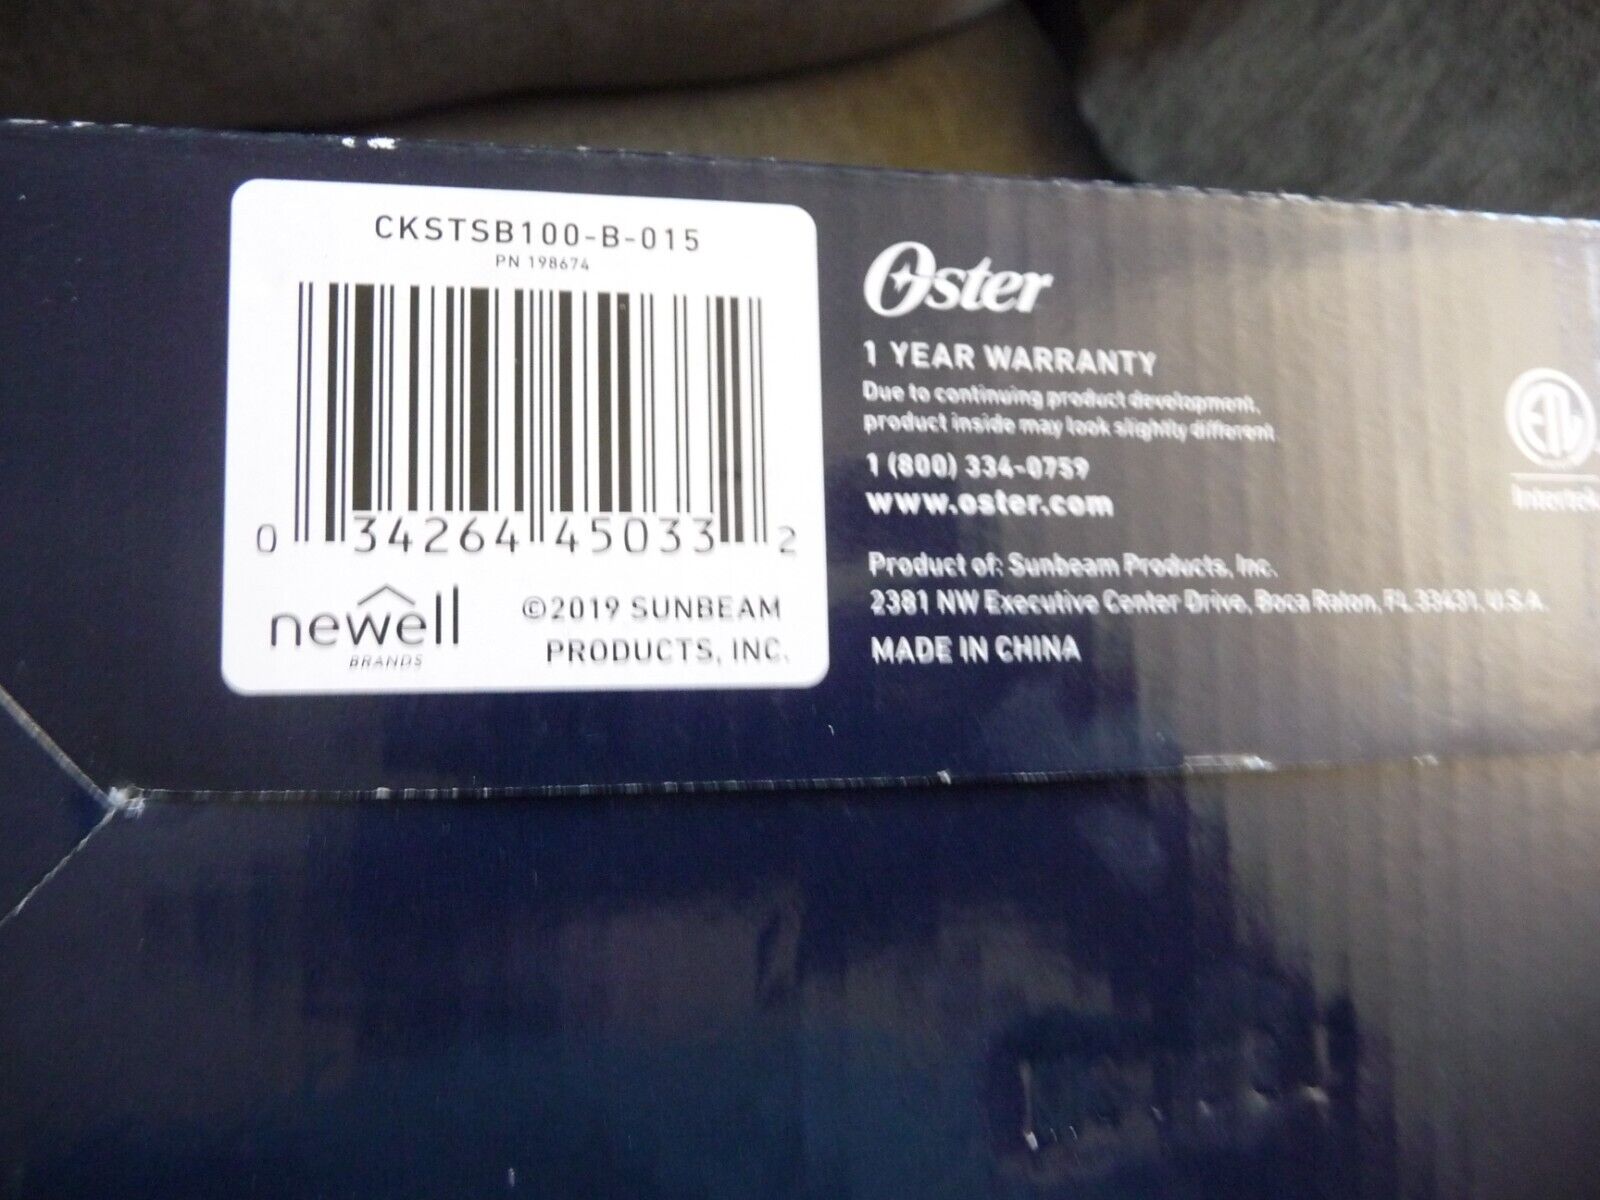 CKSTSB100-B-015
PN 198674
0 34264 45033 2
newell
BRANDS
©2019 SUNBEAM
PRODUCTS, INC.
Oster
1 YEAR WARRANTY
Due to continuing product development,
product inside may look slightly different
1 (800) 334-0759
www.oster.com
Product of: Sunbeam Products, Inc.
2381 NW Executive Center Drive, Boca Raton, FL 33431, U.S.A.
MADE IN CHINA
ETL
Intertek